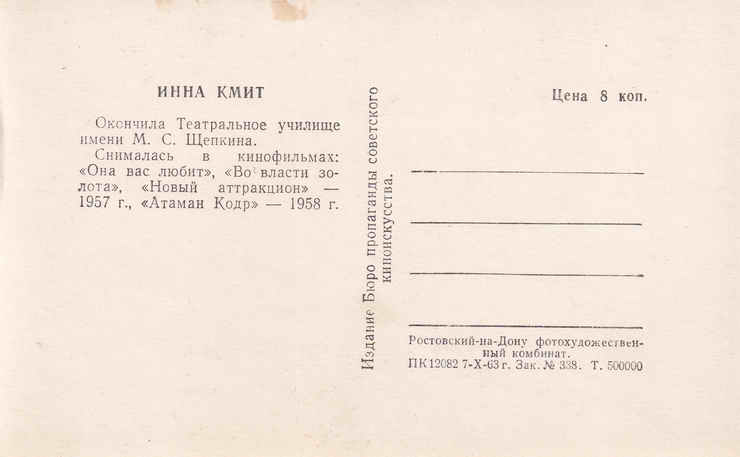 ИННА КМИТ
Окончила Театральное училище
имени М. С. Щепкина.
Снималась в кинофильмах:
«Она вас любит», «Во власти зо-
лота», «Новый аттракцион» —
1957 г., «Атаман Кодр» — 1958 г.
Издание Бюро пропаганды советского
киноискусства.
Цена 8 коп.
Ростовский-на-Дону фотохудожествен-
ный комбинат.
ПК12082 7-X-63 г. Зак. № 338. Т. 500000